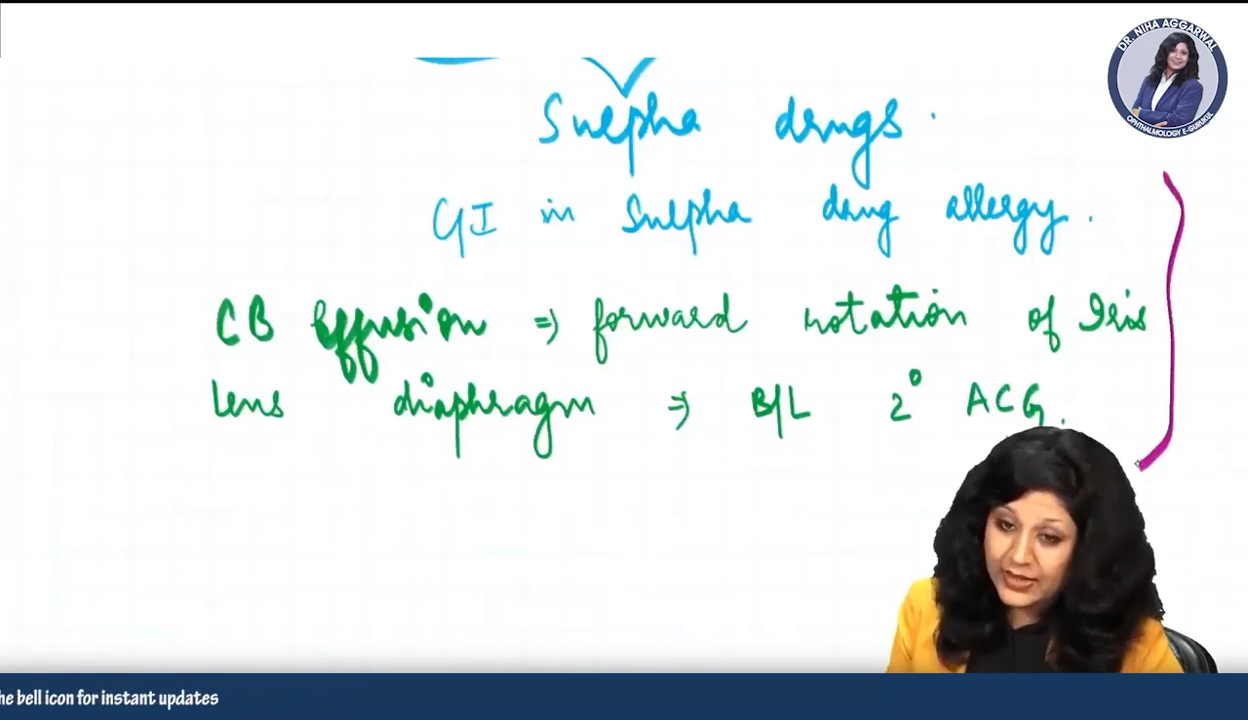 DR. NIHA AGGARWAL
OPHTHALMOLOGY E-GURUKUL
Sulpha drugs.
CI in Sulpha drug allergy.
CB Effusion ⇒ forward rotation of Iris
lens diaphragm ⇒ B/L 2° ACG.
he bell icon for instant updates